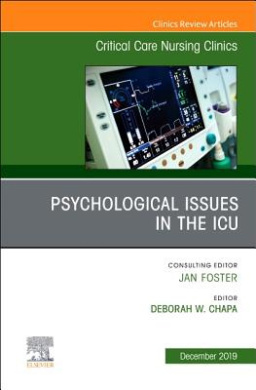 Clinics Review Articles
Critical Care Nursing Clinics
PSYCHOLOGICAL ISSUES
IN THE ICU
CONSULTING EDITOR
JAN FOSTER
EDITOR
DEBORAH W. CHAPA
ELSEVIER
December 2019